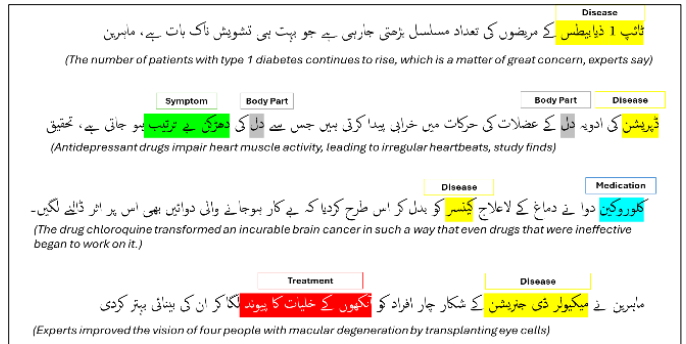 Disease
ٹائپ 1 ذیابیطس کے مریضوں کی تعداد مسلسل بڑھتی جارہی ہے جو بہت ہی تشویش ناک بات ہے، ماہرین
(The number of patients with type 1 diabetes continues to rise, which is a matter of great concern, experts say)
Symptom Body Part Body Part Disease
ڈپریشن کی ادویہ دل کے عضلات کی حرکات میں خرابی پیدا کرتی ہیں جس سے دل کی دھڑکن بے ترتیب ہو جاتی ہے، تحقیق
(Antidepressant drugs impair heart muscle activity, leading to irregular heartbeats, study finds)
Disease Medication
کلوروکین دوا نے دماغ کے لاعلاج کینسر کو بدل کر اس طرح کردیا کہ بے کار ہوجانے والی دوائیں بھی اس پر اثر ڈالنے لگیں۔
(The drug chloroquine transformed an incurable brain cancer in such a way that even drugs that were ineffective
began to work on it.)
Treatment Disease
ماہرین نے میکیولر ڈی جنریشن کے شکار چار افراد کو آنکھوں کے خلیات کا پیوند لگا کر ان کی بینائی بہتر کردی
(Experts improved the vision of four people with macular degeneration by transplanting eye cells)